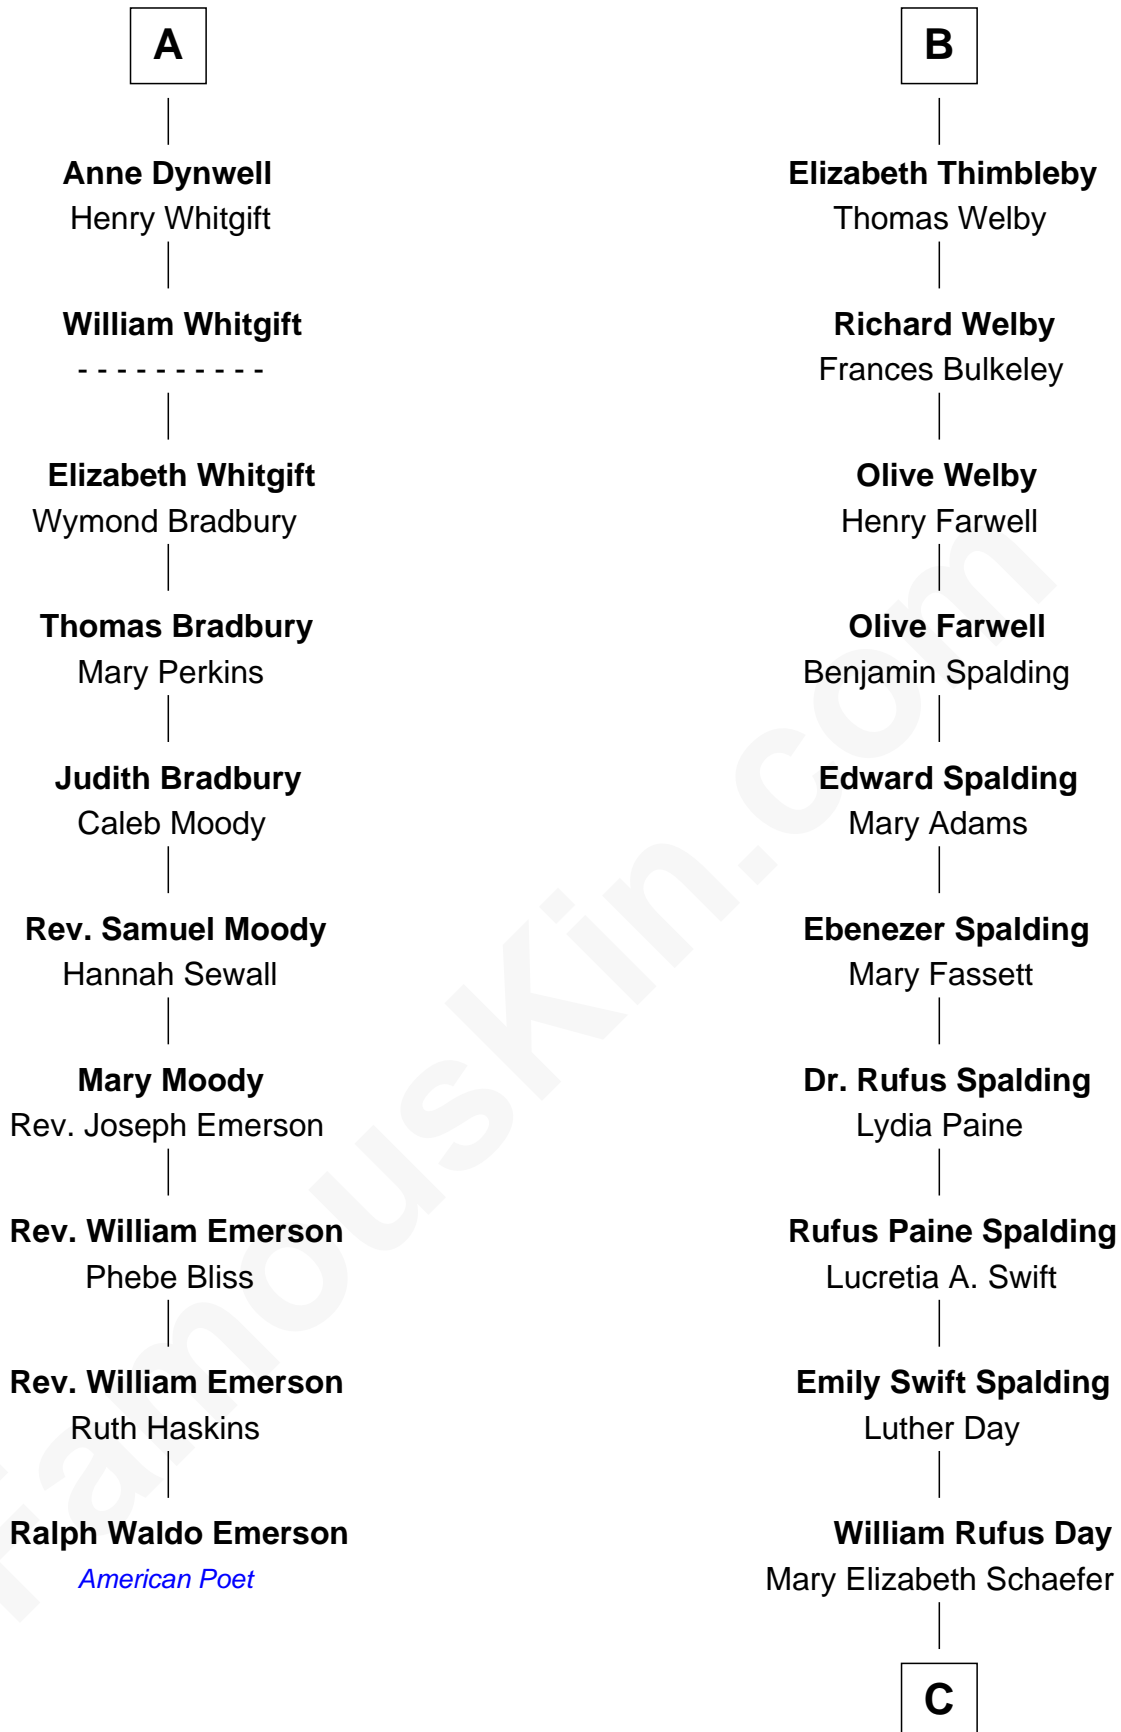 A
Anne Dynwell
Henry Whitgift
William Whitgift
- - - - - - - - - -
Elizabeth Whitgift
Wymond Bradbury
Thomas Bradbury
Mary Perkins
Judith Bradbury
Caleb Moody
Rev. Samuel Moody
Hannah Sewall
Mary Moody
Rev. Joseph Emerson
Rev. William Emerson
Phebe Bliss
Rev. William Emerson
Ruth Haskins
Ralph Waldo Emerson
American Poet
B
Elizabeth Thimbleby
Thomas Welby
Richard Welby
Frances Bulkeley
Olive Welby
Henry Farwell
Olive Farwell
Benjamin Spalding
Edward Spalding
Mary Adams
Ebenezer Spalding
Mary Fassett
Dr. Rufus Spalding
Lydia Paine
Rufus Paine Spalding
Lucretia A. Swift
Emily Swift Spalding
Luther Day
William Rufus Day
Mary Elizabeth Schaefer
C
FamousKin.com